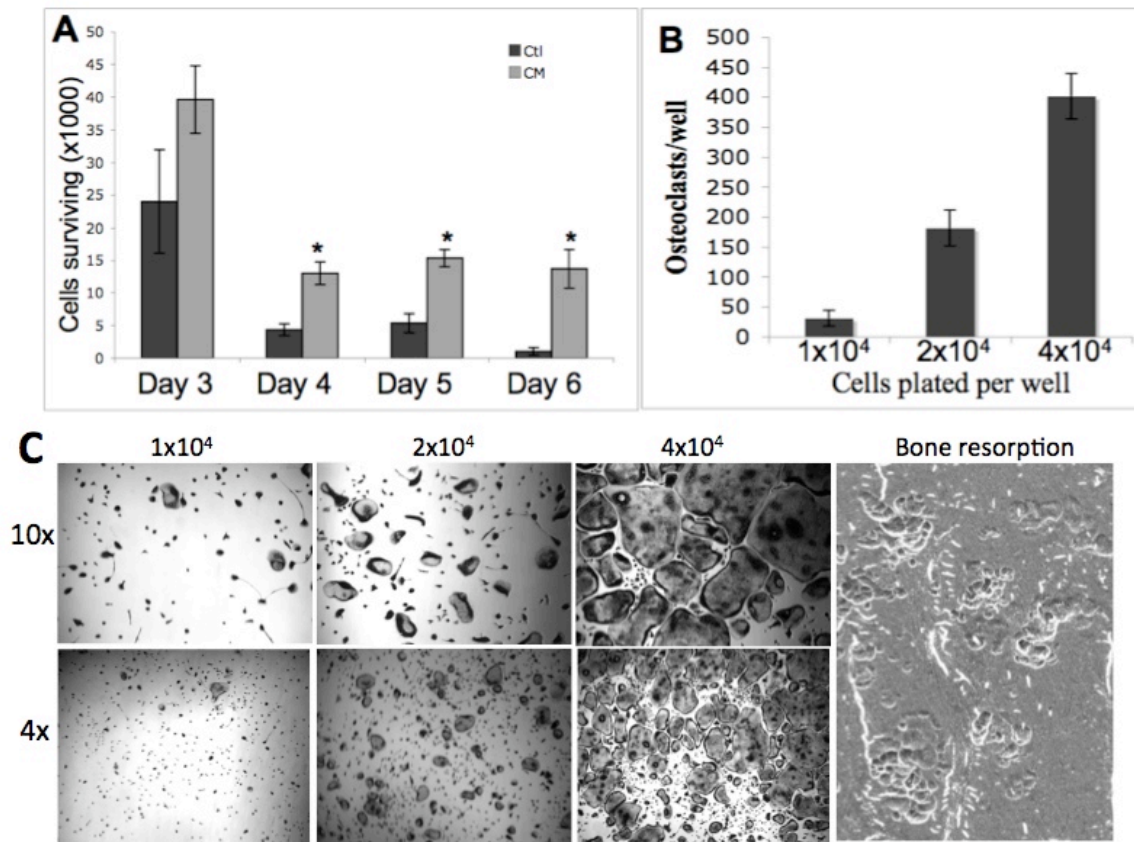 A
50
45
40
35
30
25
20
15
10
5
0
Cells surviving (x1000)
Ctl
CM
*
*
*
Day 3 Day 4 Day 5 Day 6
B
500
450
400
350
300
250
200
150
100
50
0
Osteoclasts/well
1x10⁴ 2x10⁴ 4x10⁴
Cells plated per well
C
1x10⁴ 2x10⁴ 4x10⁴ Bone resorption
10x
4x